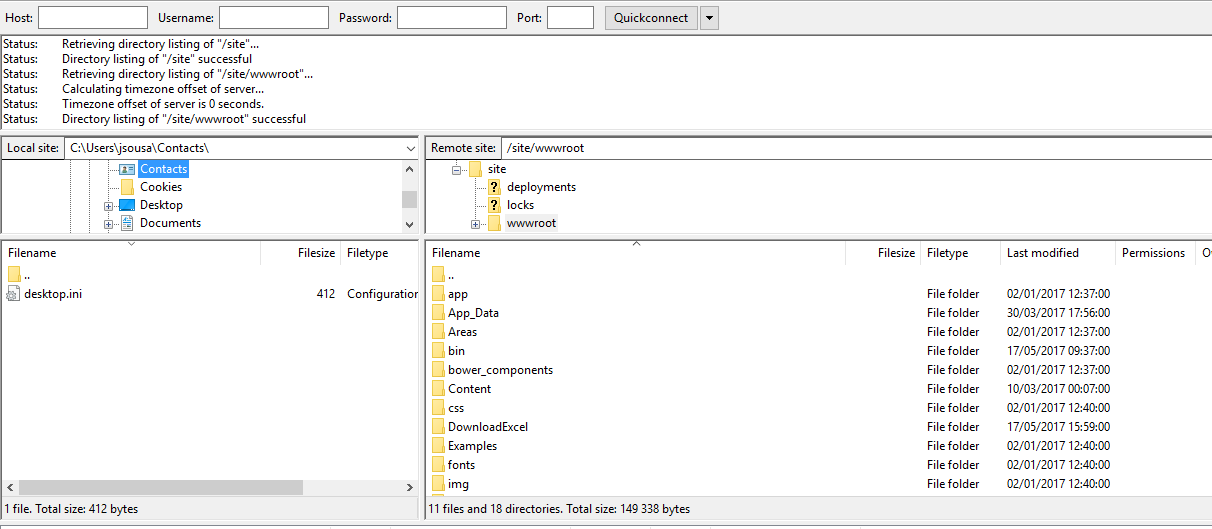 Host: Username: Password: Port: Quickconnect
Status: Retrieving directory listing of "/site"...
Status: Directory listing of "/site" successful
Status: Retrieving directory listing of "/site/wwwroot"...
Status: Calculating timezone offset of server...
Status: Timezone offset of server is 0 seconds.
Status: Directory listing of "/site/wwwroot" successful
Local site: C:\Users\jsousa\Contacts\
Contacts
Cookies
Desktop
Documents
Filename Filesize Filetype
..
desktop.ini 412 Configuration
1 file. Total size: 412 bytes
Remote site: /site/wwwroot
site
? deployments
? locks
wwwroot
Filename Filesize Filetype Last modified Permissions
..
app File folder 02/01/2017 12:37:00
App_Data File folder 30/03/2017 17:56:00
Areas File folder 02/01/2017 12:37:00
bin File folder 17/05/2017 09:37:00
bower_components File folder 02/01/2017 12:37:00
Content File folder 10/03/2017 00:07:00
css File folder 02/01/2017 12:40:00
DownloadExcel File folder 17/05/2017 15:59:00
Examples File folder 02/01/2017 12:40:00
fonts File folder 02/01/2017 12:40:00
img File folder 02/01/2017 12:40:00
11 files and 18 directories. Total size: 149 338 bytes